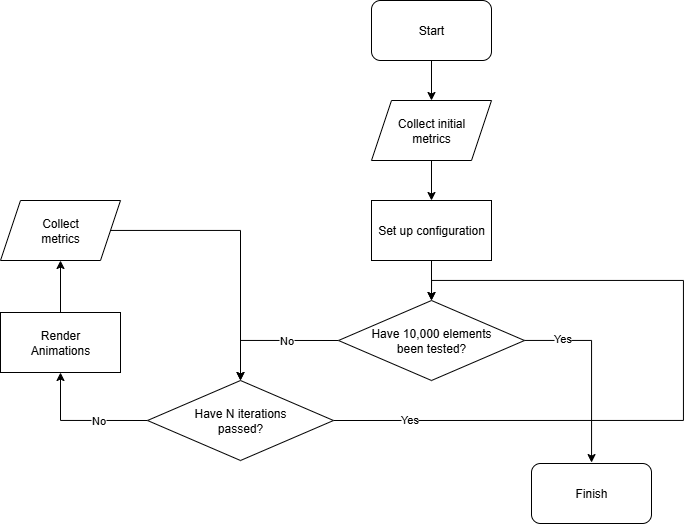 Start
Collect initial
metrics
Collect
metrics
Set up configuration
Render
Animations
Have 10,000 elements
been tested?
No
Yes
Have N iterations
passed?
No
Yes
Finish